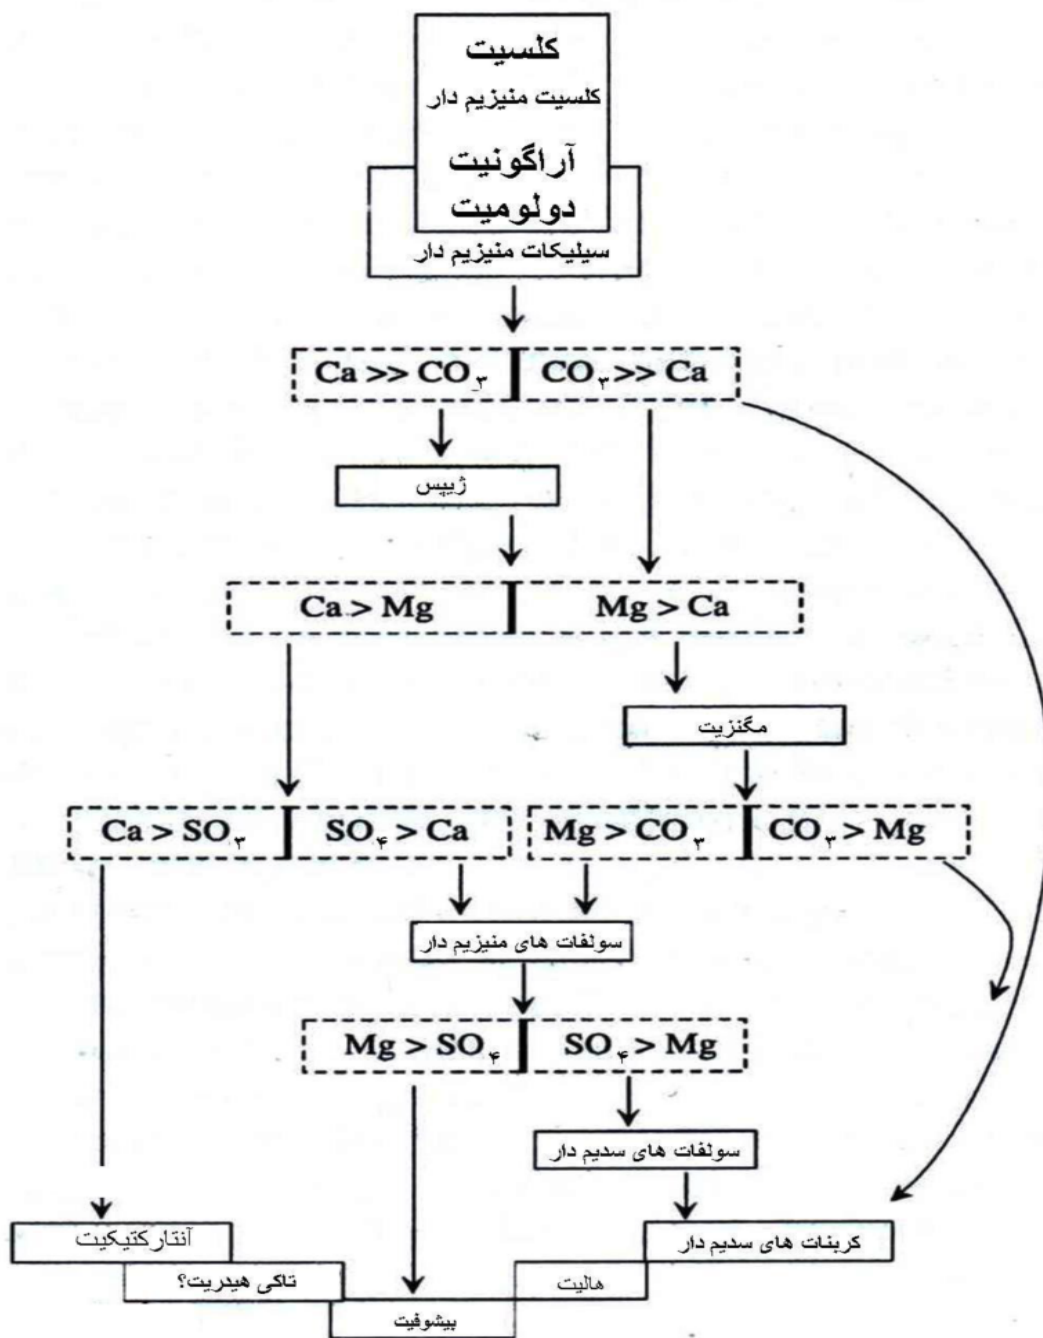 کلسیت
کلسیت منیزیم دار
آراگونیت
دولومیت
سیلیکات منیزیم دار
Ca >> CO۳ CO۳ >> Ca
ژیپس
Ca > Mg Mg > Ca
مگنزیت
Ca > SO۳ SO۴ > Ca Mg > CO۳ CO۳ > Mg
سولفات های منیزیم دار
Mg > SO۴ SO۴ > Mg
سولفات های سدیم دار
کربنات های سدیم دار
آنتارکتیکیت
تاکی هیدریت؟
هالیت
بیشوفیت